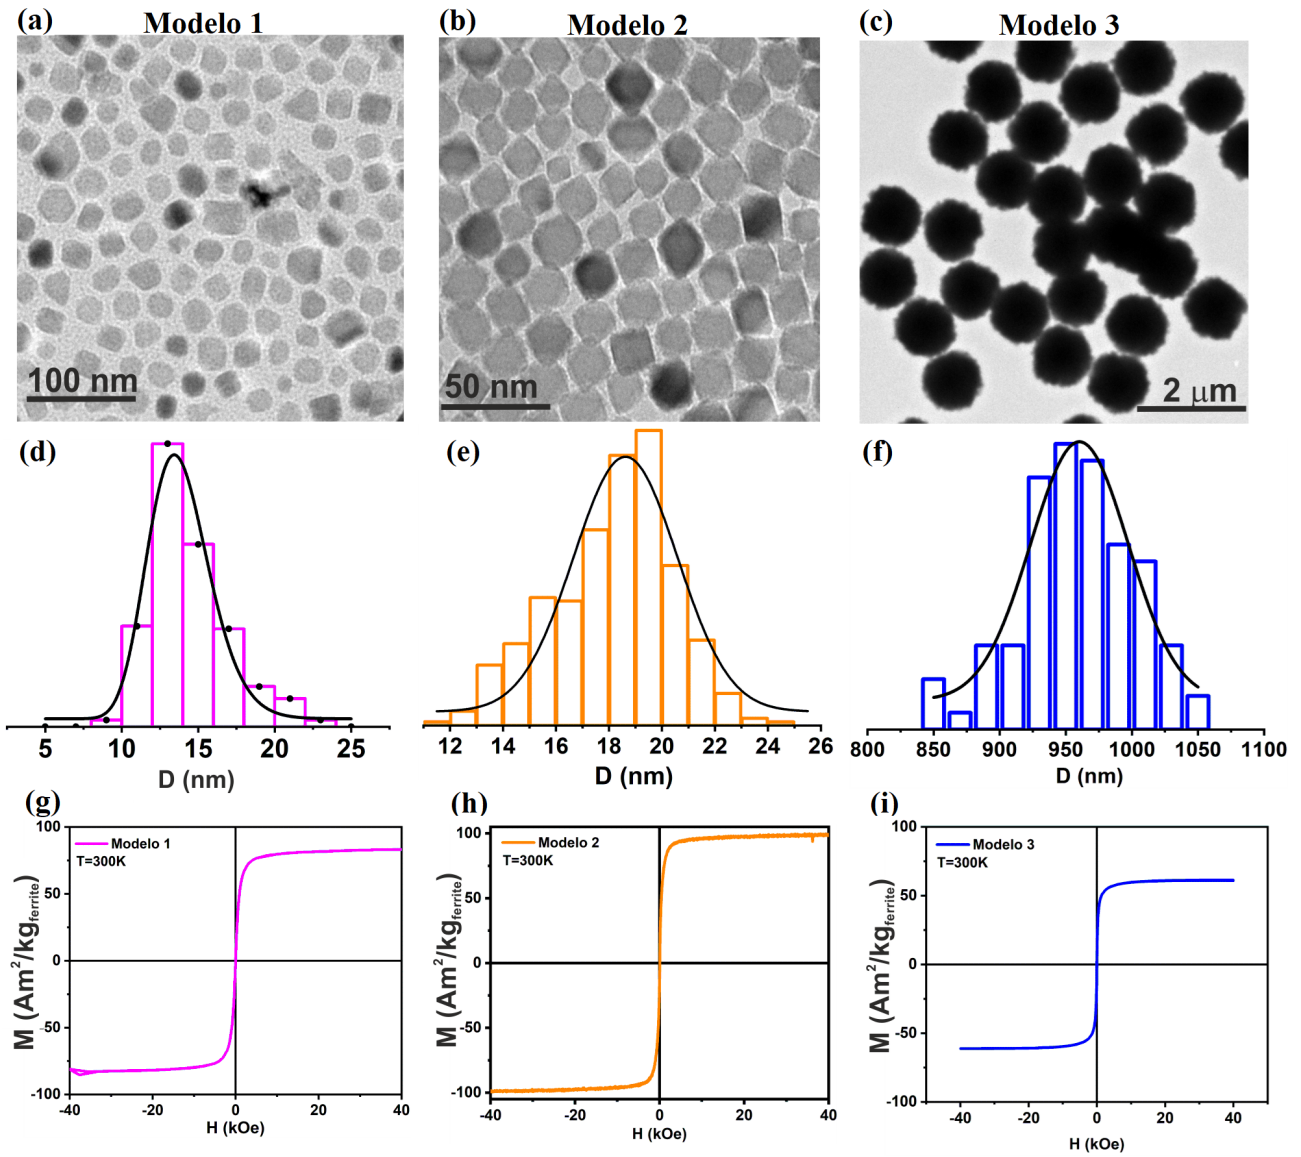 (a) Modelo 1
(b) Modelo 2
(c) Modelo 3
100 nm
50 nm
2 μm
(d)
(e)
(f)
5 10 15 20 25
D (nm)
12 14 16 18 20 22 24 26
D (nm)
800 850 900 950 1000 1050 1100
D (nm)
(g)
(h)
(i)
M (Am²/kg_ferrite)
100
50
0
-50
-100
Modelo 1
T=300K
-40 -20 0 20 40
H (kOe)
M (Am²/kg_ferrite)
100
50
0
-50
-100
Modelo 2
T=300K
-40 -20 0 20 40
H (kOe)
M (Am²/kg_ferrite)
100
50
0
-50
-100
Modelo 3
T=300K
-40 -20 0 20 40
H (kOe)